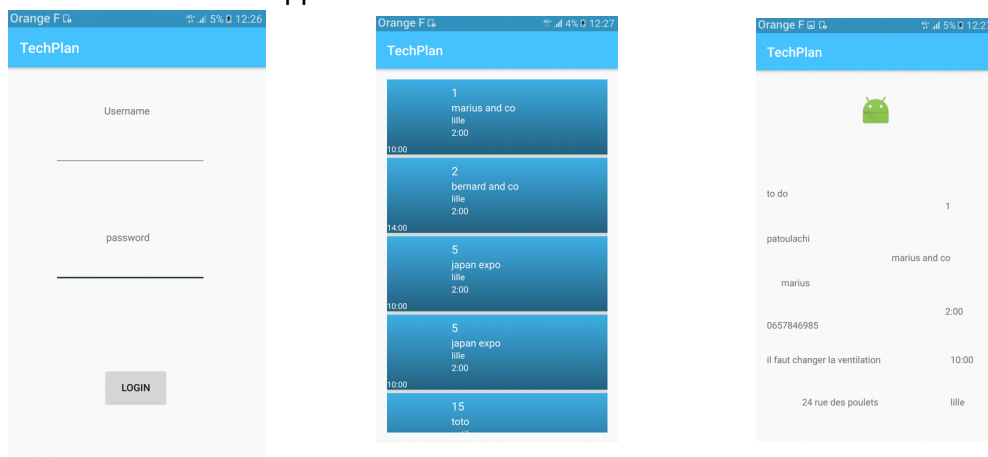 Orange F 4G+ 5% 12:26
TechPlan
Username
password
LOGIN
Orange F 4G+ 4% 12:27
TechPlan
1
marius and co
lille
2:00
10:00
2
bernard and co
lille
2:00
14:00
5
japan expo
lille
2:00
10:00
5
japan expo
lille
2:00
10:00
15
toto
Orange F 5% 12:27
TechPlan
to do
1
patoulachi
marius and co
marius
2:00
0657846985
il faut changer la ventilation 10:00
24 rue des poulets lille